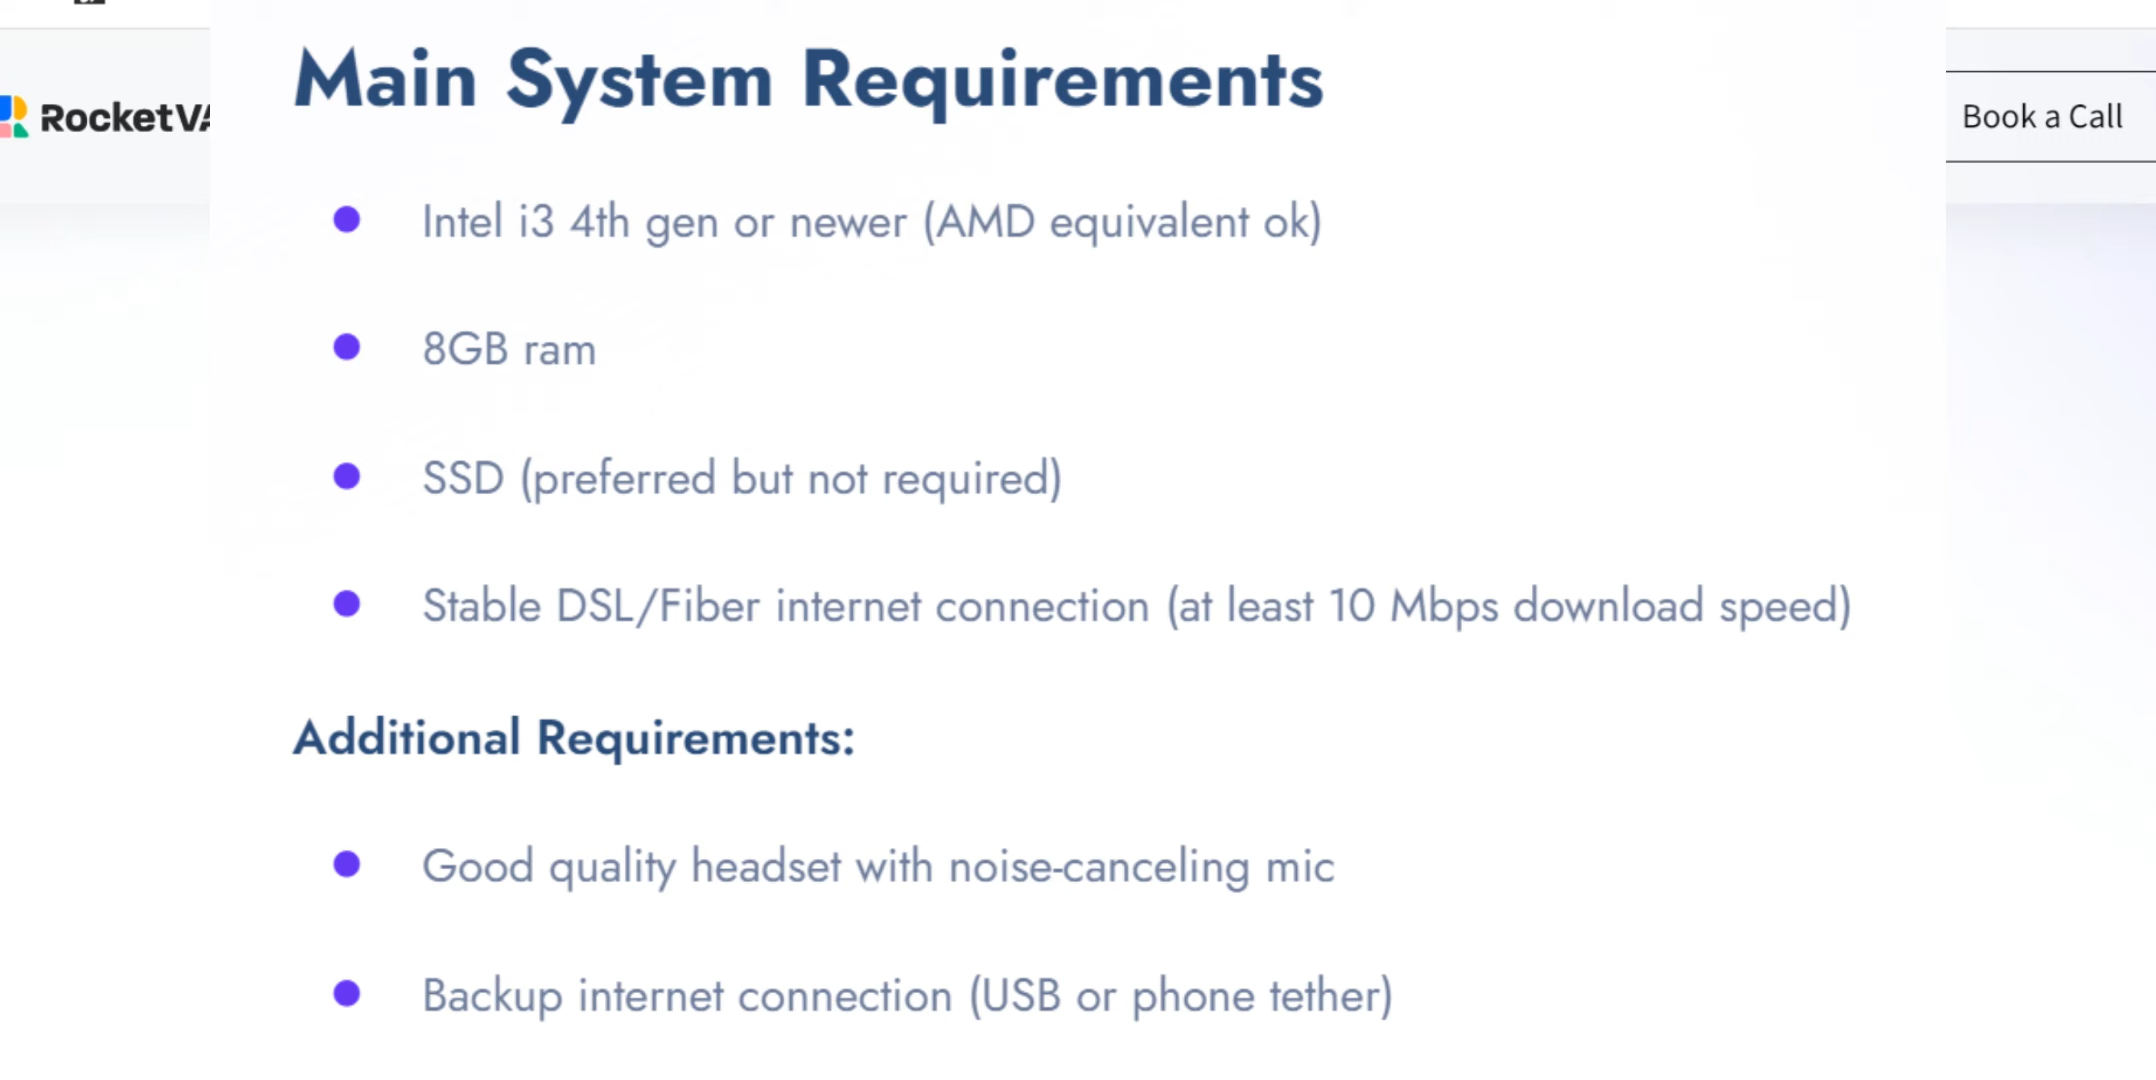 Main System Requirements
RocketVA
Book a Call
Intel i3 4th gen or newer (AMD equivalent ok)
8GB ram
SSD (preferred but not required)
Stable DSL/Fiber internet connection (at least 10 Mbps download speed)
Additional Requirements:
Good quality headset with noise-canceling mic
Backup internet connection (USB or phone tether)